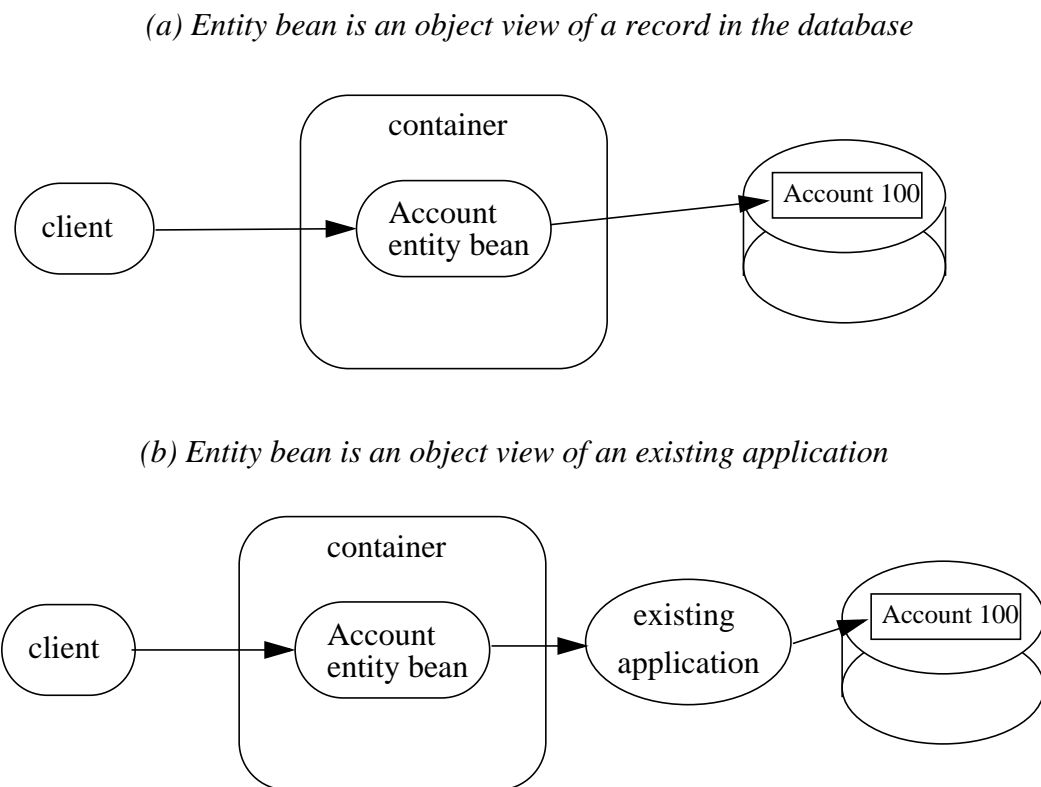 (a) Entity bean is an object view of a record in the database
container
client
Account
entity bean
Account 100
(b) Entity bean is an object view of an existing application
container
client
Account
entity bean
existing
application
Account 100